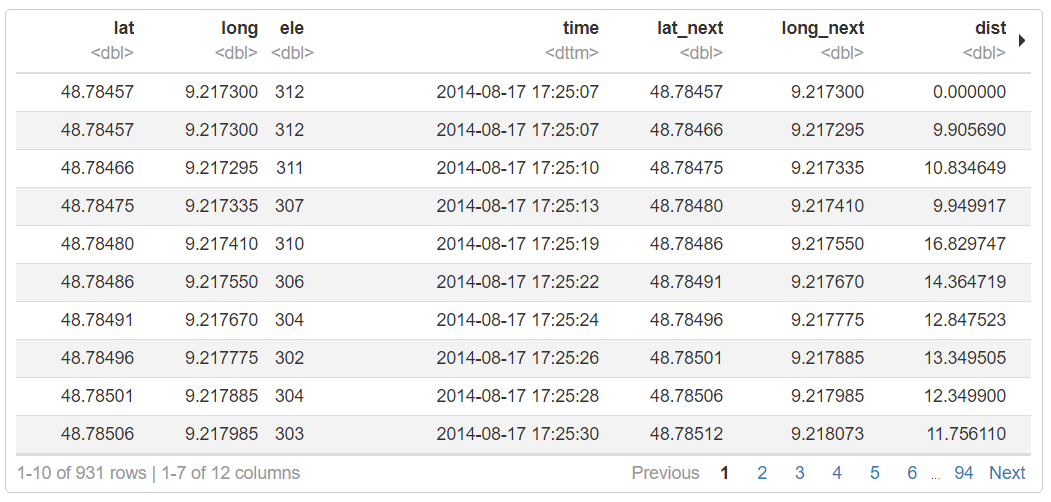 lat long ele time lat_next long_next dist
<dbl> <dbl> <dbl> <dttm> <dbl> <dbl> <dbl>
48.78457 9.217300 312 2014-08-17 17:25:07 48.78457 9.217300 0.000000
48.78457 9.217300 312 2014-08-17 17:25:07 48.78466 9.217295 9.905690
48.78466 9.217295 311 2014-08-17 17:25:10 48.78475 9.217335 10.834649
48.78475 9.217335 307 2014-08-17 17:25:13 48.78480 9.217410 9.949917
48.78480 9.217410 310 2014-08-17 17:25:19 48.78486 9.217550 16.829747
48.78486 9.217550 306 2014-08-17 17:25:22 48.78491 9.217670 14.364719
48.78491 9.217670 304 2014-08-17 17:25:24 48.78496 9.217775 12.847523
48.78496 9.217775 302 2014-08-17 17:25:26 48.78501 9.217885 13.349505
48.78501 9.217885 304 2014-08-17 17:25:28 48.78506 9.217985 12.349900
48.78506 9.217985 303 2014-08-17 17:25:30 48.78512 9.218073 11.756110
1-10 of 931 rows | 1-7 of 12 columns Previous 1 2 3 4 5 6 ... 94 Next